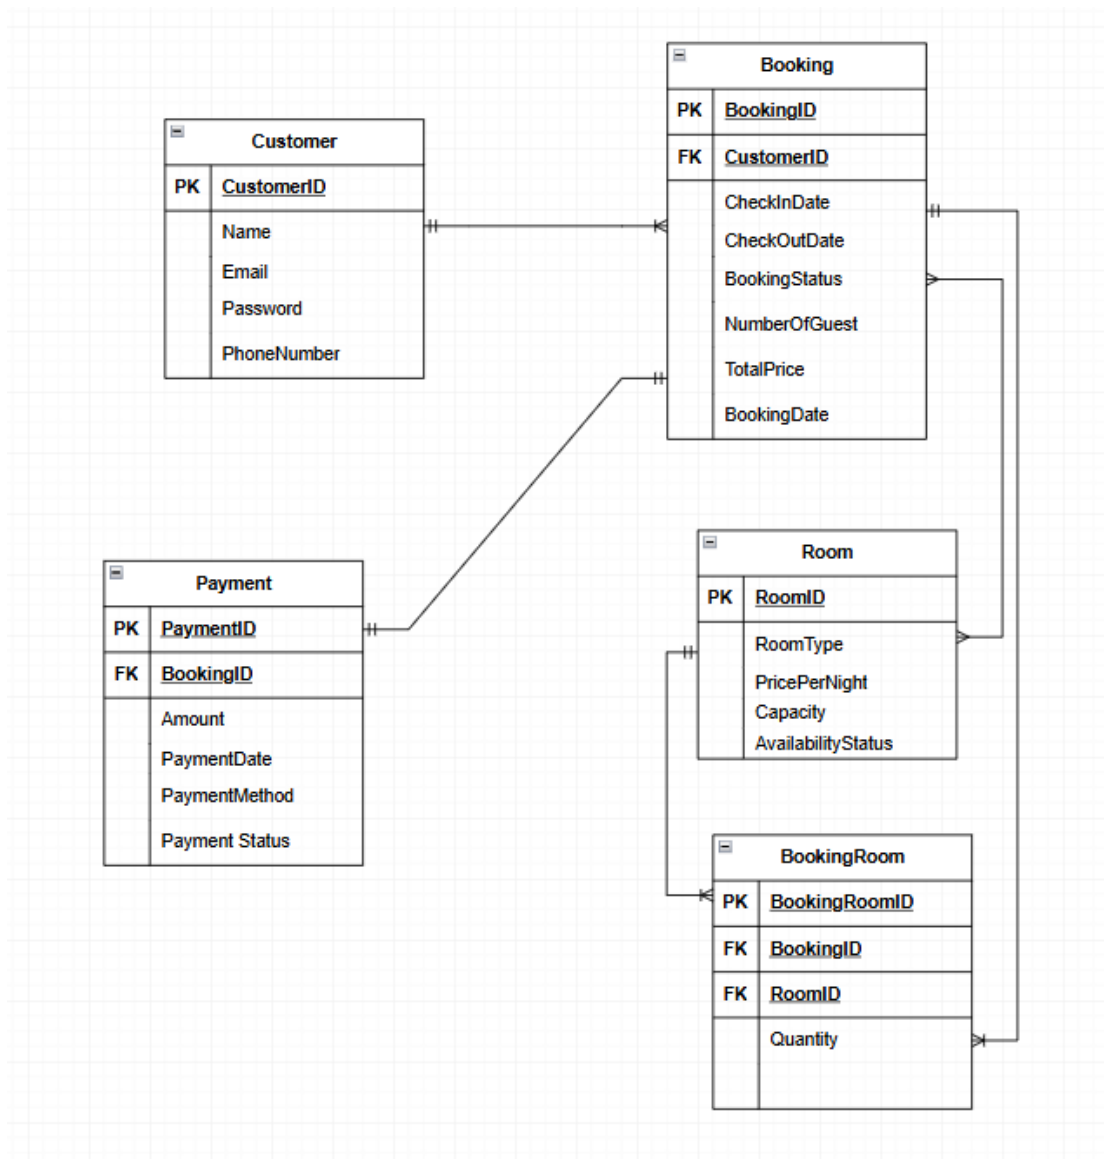 Booking
PK BookingID
FK CustomerID
CheckInDate
CheckOutDate
BookingStatus
NumberOfGuest
TotalPrice
BookingDate
Customer
PK CustomerID
Name
Email
Password
PhoneNumber
Payment
PK PaymentID
FK BookingID
Amount
PaymentDate
PaymentMethod
Payment Status
Room
PK RoomID
RoomType
PricePerNight
Capacity
AvailabilityStatus
BookingRoom
PK BookingRoomID
FK BookingID
FK RoomID
Quantity